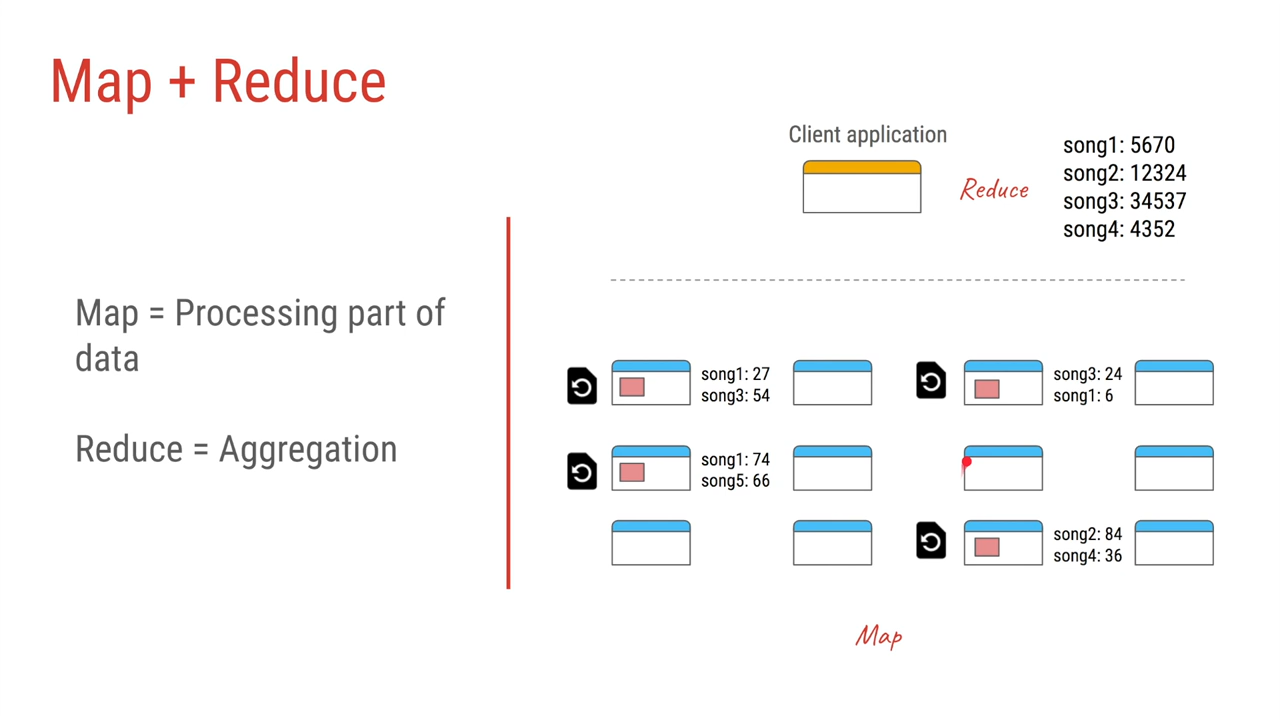 Map + Reduce
Client application
Reduce
song1: 5670
song2: 12324
song3: 34537
song4: 4352
Map = Processing part of
data
Reduce = Aggregation
song1: 27
song3: 54
song3: 24
song1: 6
song1: 74
song5: 66
song2: 84
song4: 36
Map